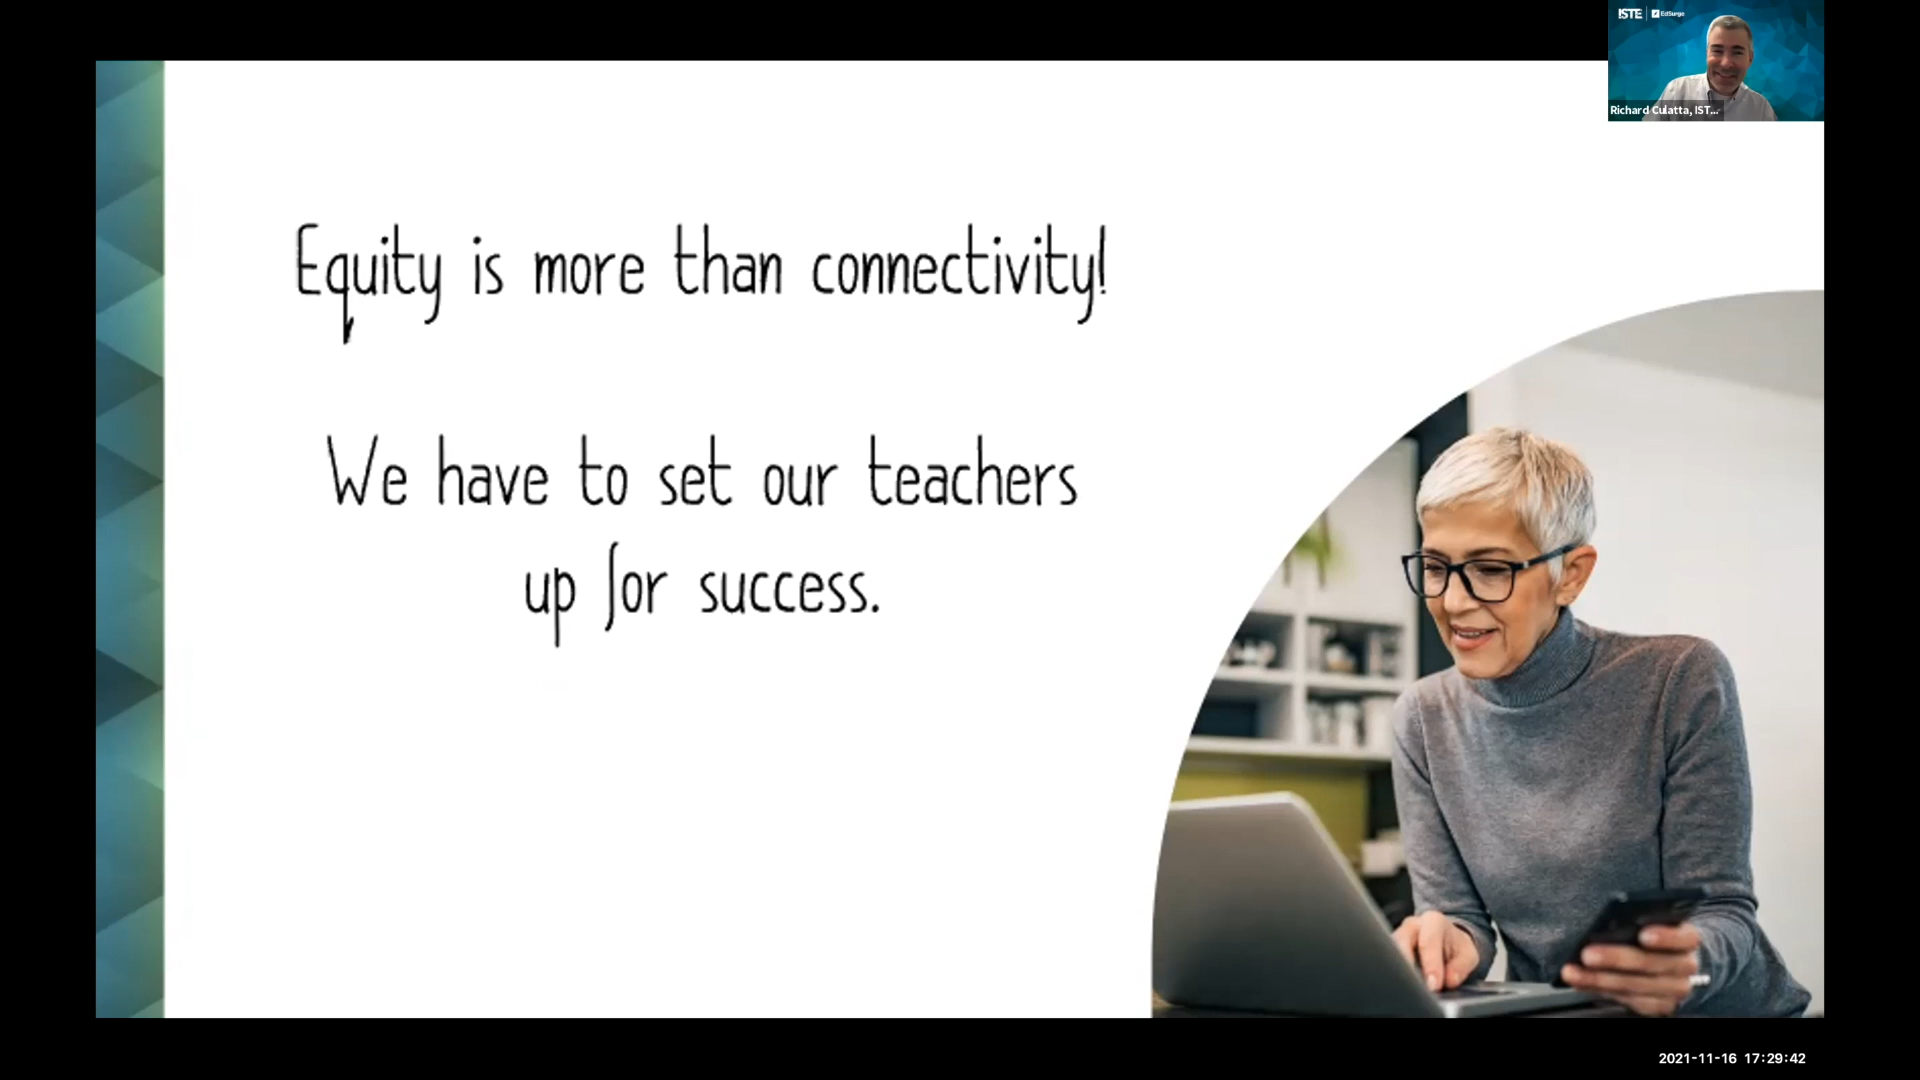 ISTE EdSurge
Richard Culatta, IST...
Equity is more than connectivity!
We have to set our teachers
up for success.
2021-11-16 17:29:42